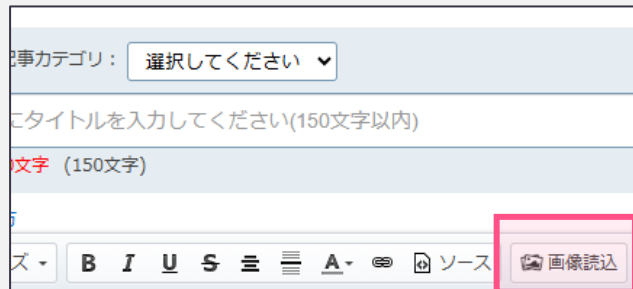 事カテゴリ： 選択してください
にタイトルを入力してください(150文字以内)
文字 (150文字)
ズ B I U S A ソース 画像読込